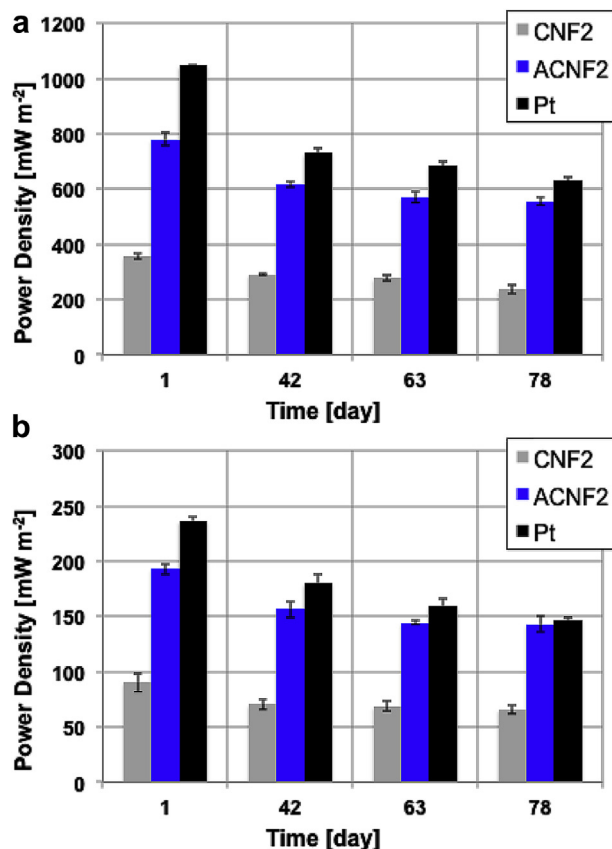 a
1200
1000
800
600
400
200
0
Power Density [mW m-2]
CNF2
ACNF2
Pt
1 42 63 78
Time [day]
b
300
250
200
150
100
50
0
Power Density [mW m-2]
CNF2
ACNF2
Pt
1 42 63 78
Time [day]